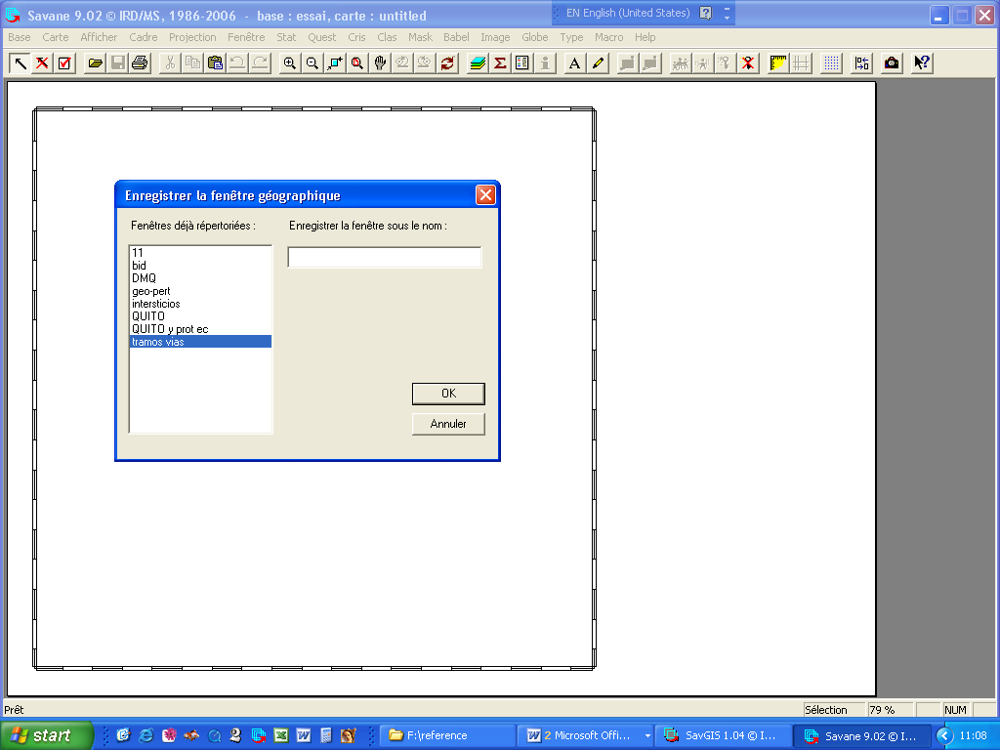 Savane 9.02 © IRD/MS, 1986-2006 - base : essai, carte : untitled
EN English (United States)
Base Carte Afficher Cadre Projection Fenêtre Stat Quest Cris Clas Mask Babel Image Globe Type Macro Help
Enregistrer la fenêtre géographique
Fenêtres déjà répertoriées :
Enregistrer la fenêtre sous le nom :
11
bid
DMQ
geo-pert
intersticios
QUITO
QUITO y prot ec
tramos vias
OK
Annuler
Prêt
Sélection
79 %
NUM
start
F:\reference
2 Microsoft Offi...
SavGIS 1.04 © I...
Savane 9.02 © I...
11:08